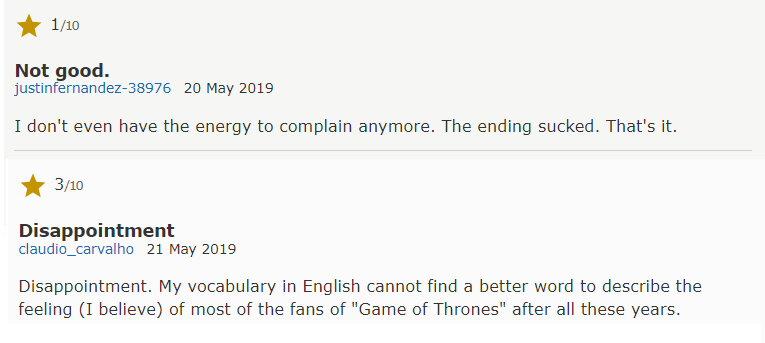 1/10
Not good.
justinfernandez-38976 20 May 2019
I don't even have the energy to complain anymore. The ending sucked. That's it.
3/10
Disappointment
claudio_carvalho 21 May 2019
Disappointment. My vocabulary in English cannot find a better word to describe the
feeling (I believe) of most of the fans of "Game of Thrones" after all these years.